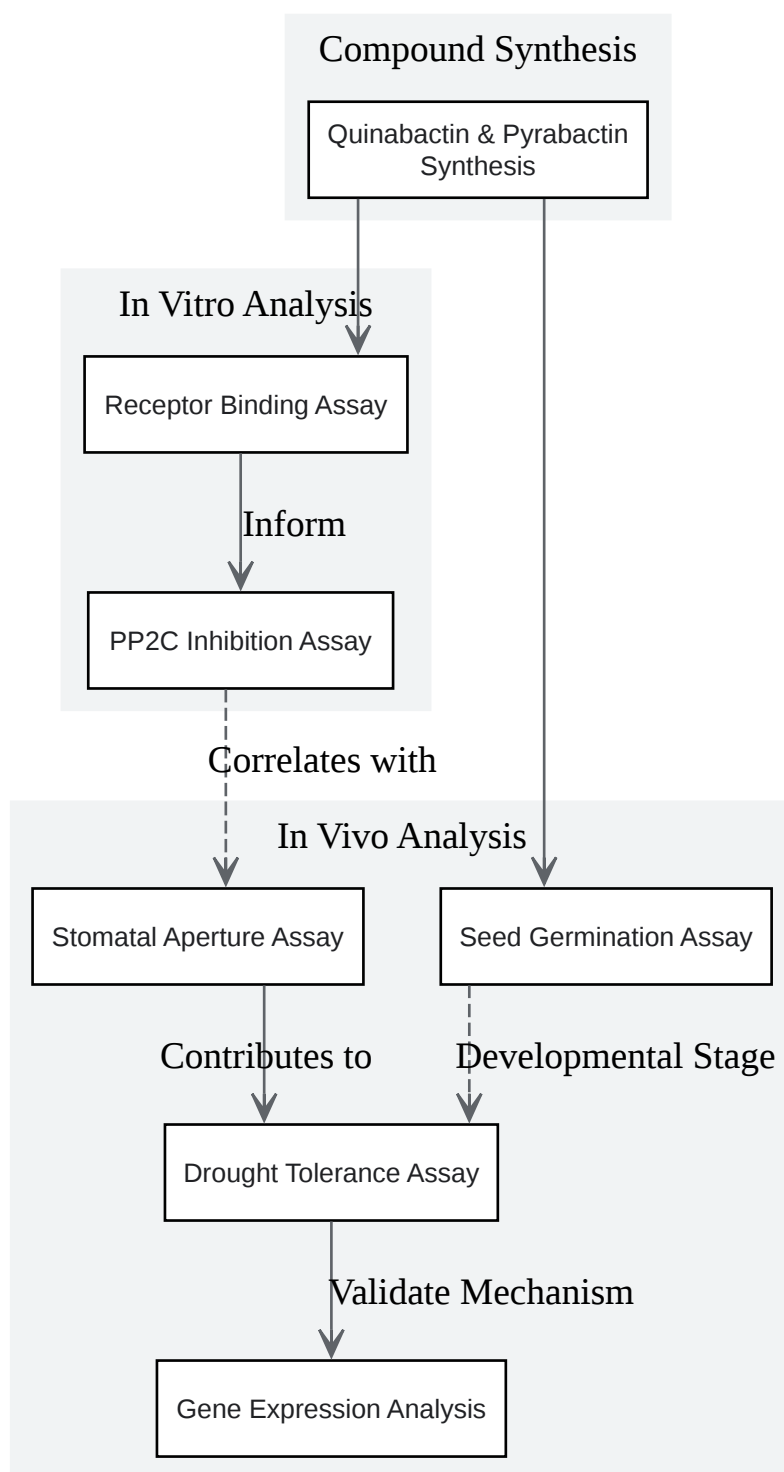 Compound Synthesis
Quinabactin & Pyrabactin
Synthesis
In Vitro Analysis
Receptor Binding Assay
Inform
PP2C Inhibition Assay
Correlates with
In Vivo Analysis
Stomatal Aperture Assay
Seed Germination Assay
Contributes to
Developmental Stage
Drought Tolerance Assay
Validate Mechanism
Gene Expression Analysis